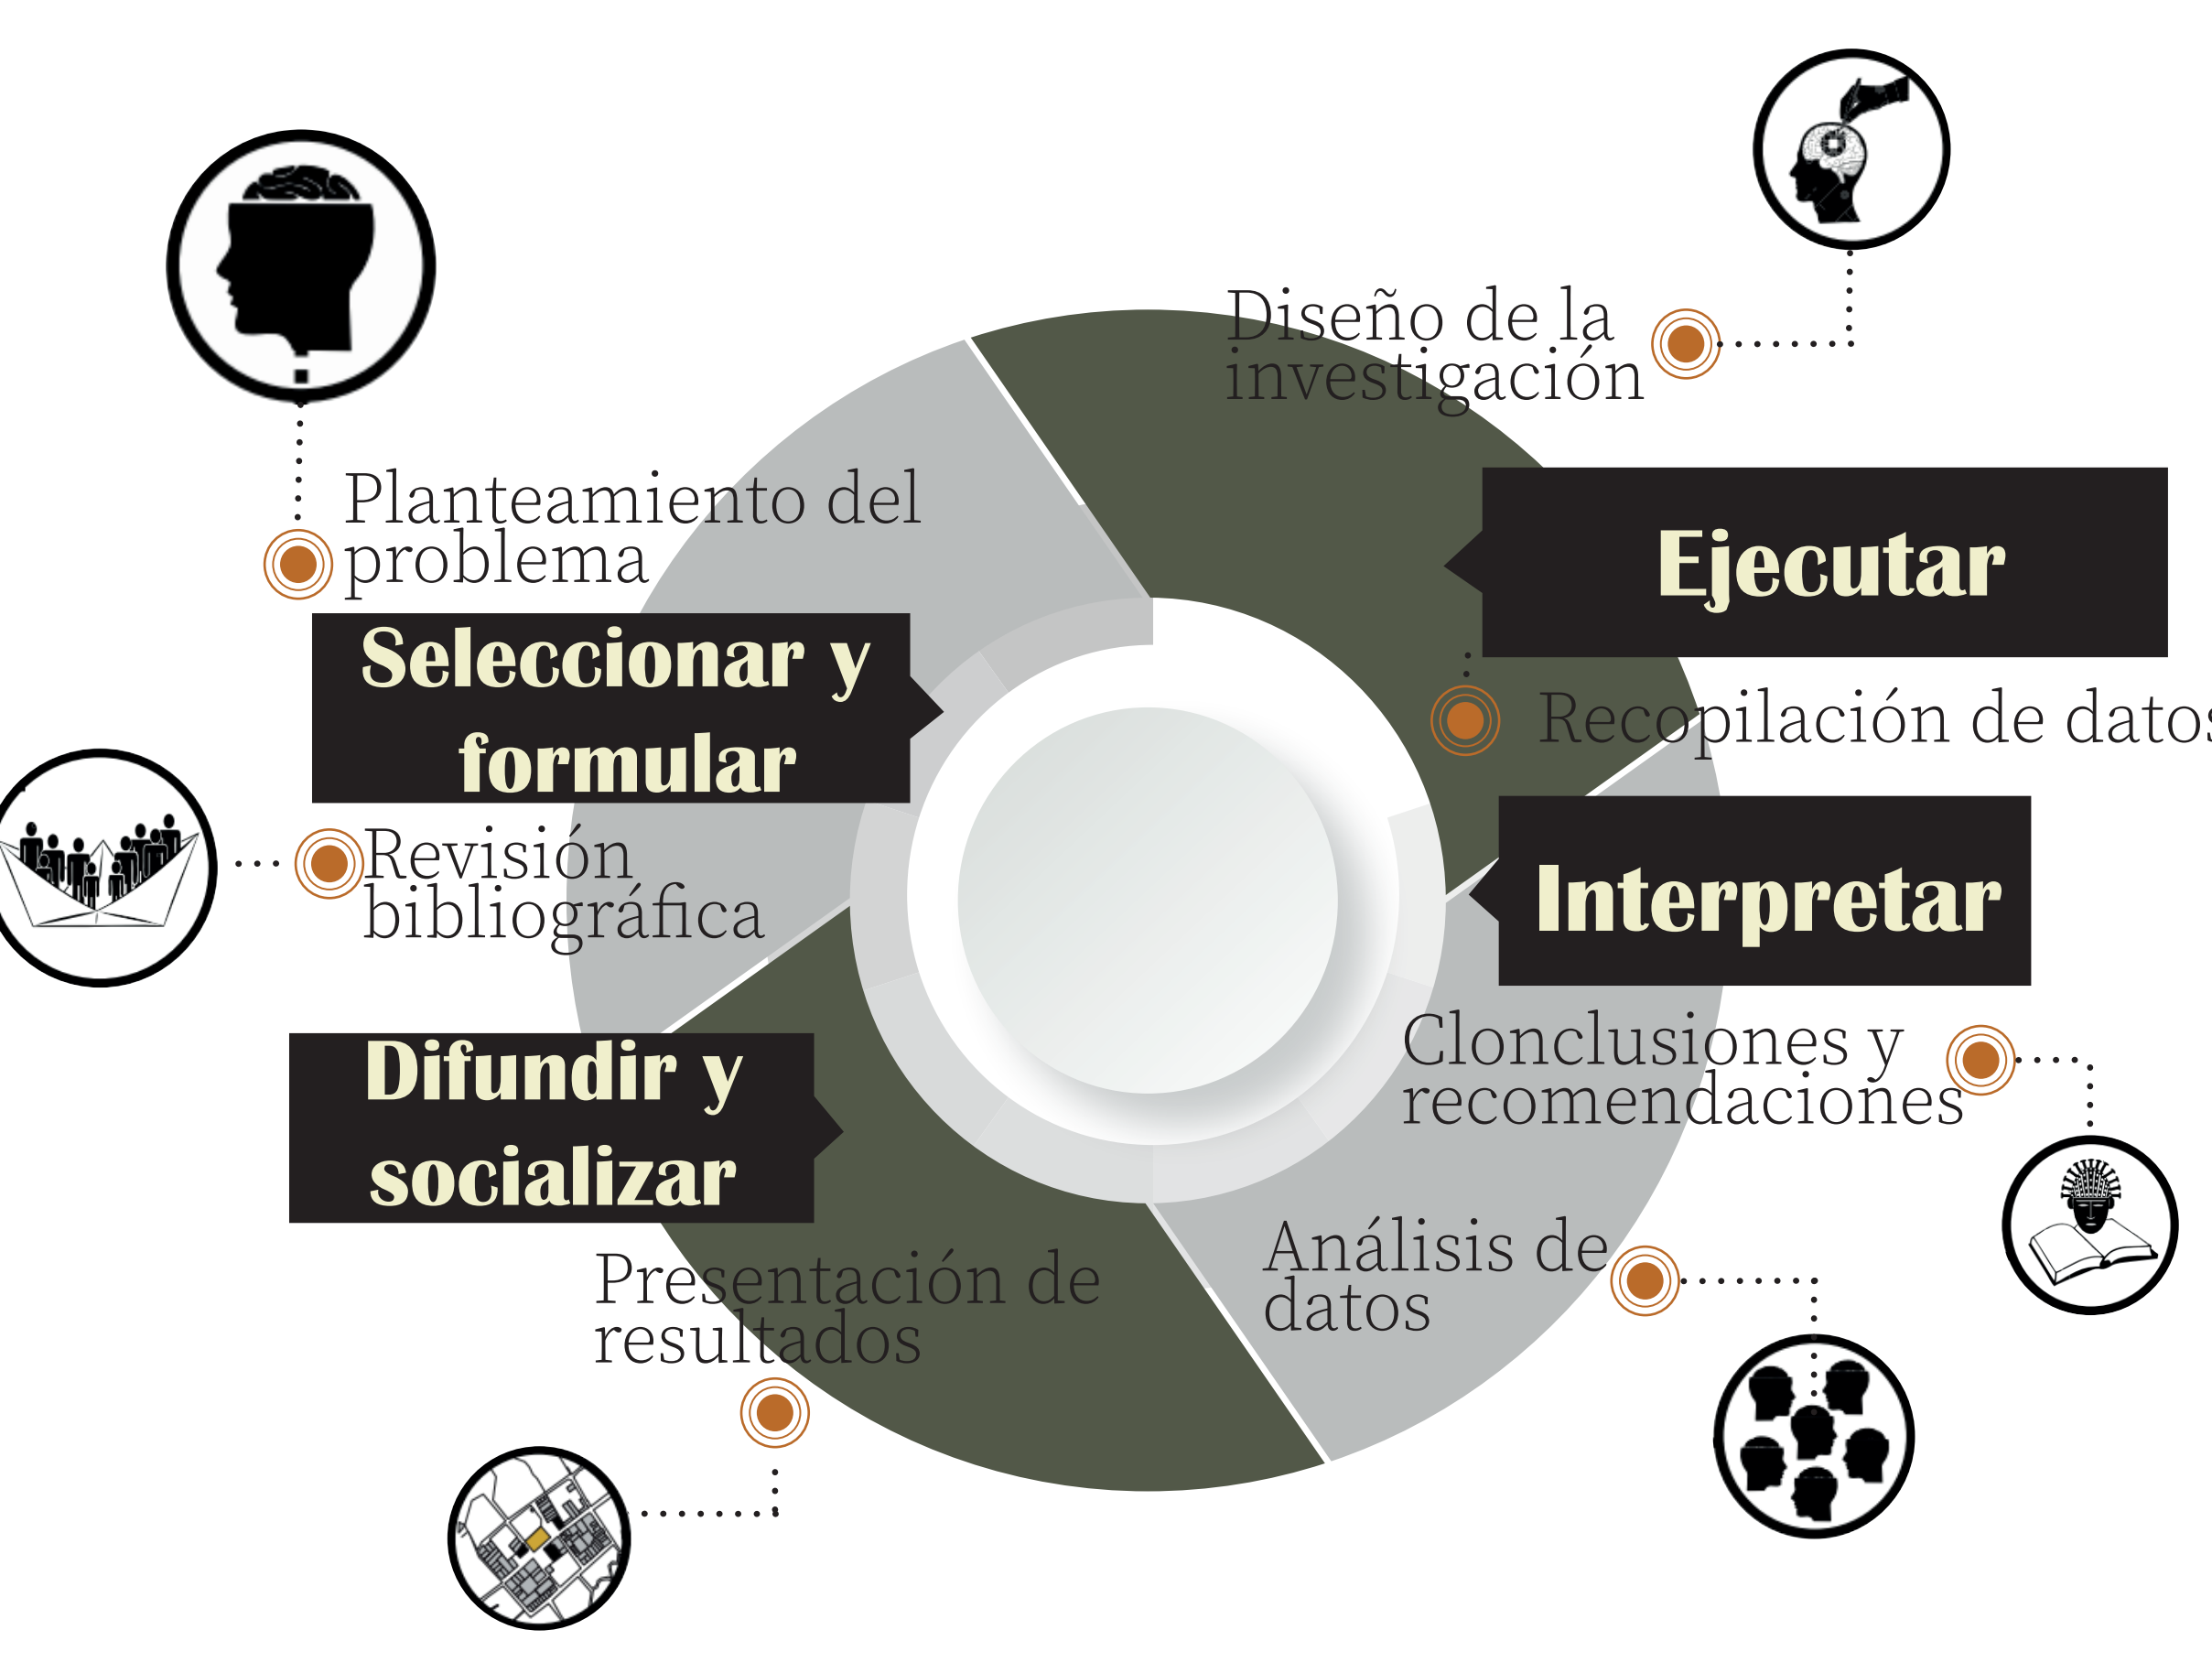 Planteamiento del
problema
Seleccionar y
formular
Revisión
bibliográfica
Difundir y
socializar
Presentación de
resultados
Diseño de la
investigación
Ejecutar
Recopilación de datos
Interpretar
Clonclusiones y
recomendaciones
Análisis de
datos